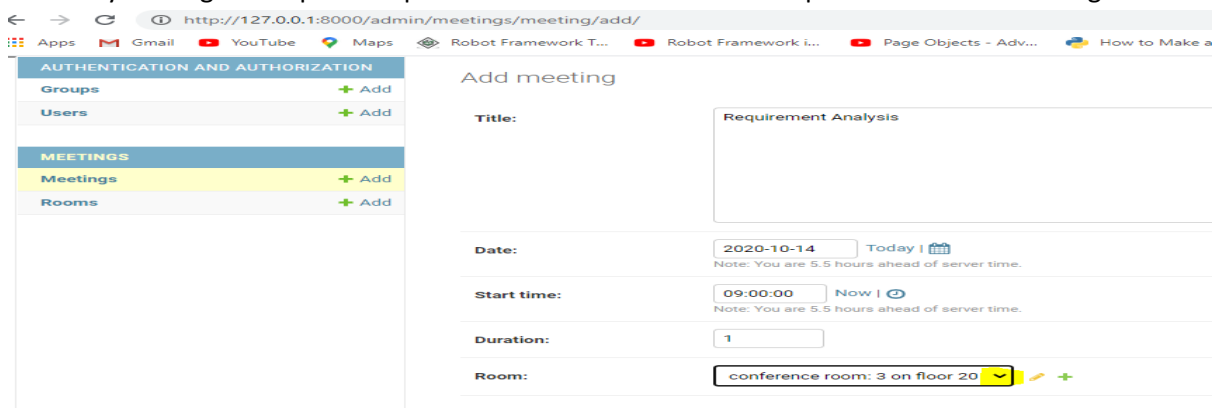 http://127.0.0.1:8000/admin/meetings/meeting/add/
Apps Gmail YouTube Maps Robot Framework T... Robot Framework i... Page Objects - Adv... How to Make a
AUTHENTICATION AND AUTHORIZATION
Groups + Add
Users + Add
MEETINGS
Meetings + Add
Rooms + Add
Add meeting
Title: Requirement Analysis
Date: 2020-10-14 Today |
Note: You are 5.5 hours ahead of server time.
Start time: 09:00:00 Now |
Note: You are 5.5 hours ahead of server time.
Duration: 1
Room: conference room: 3 on floor 20